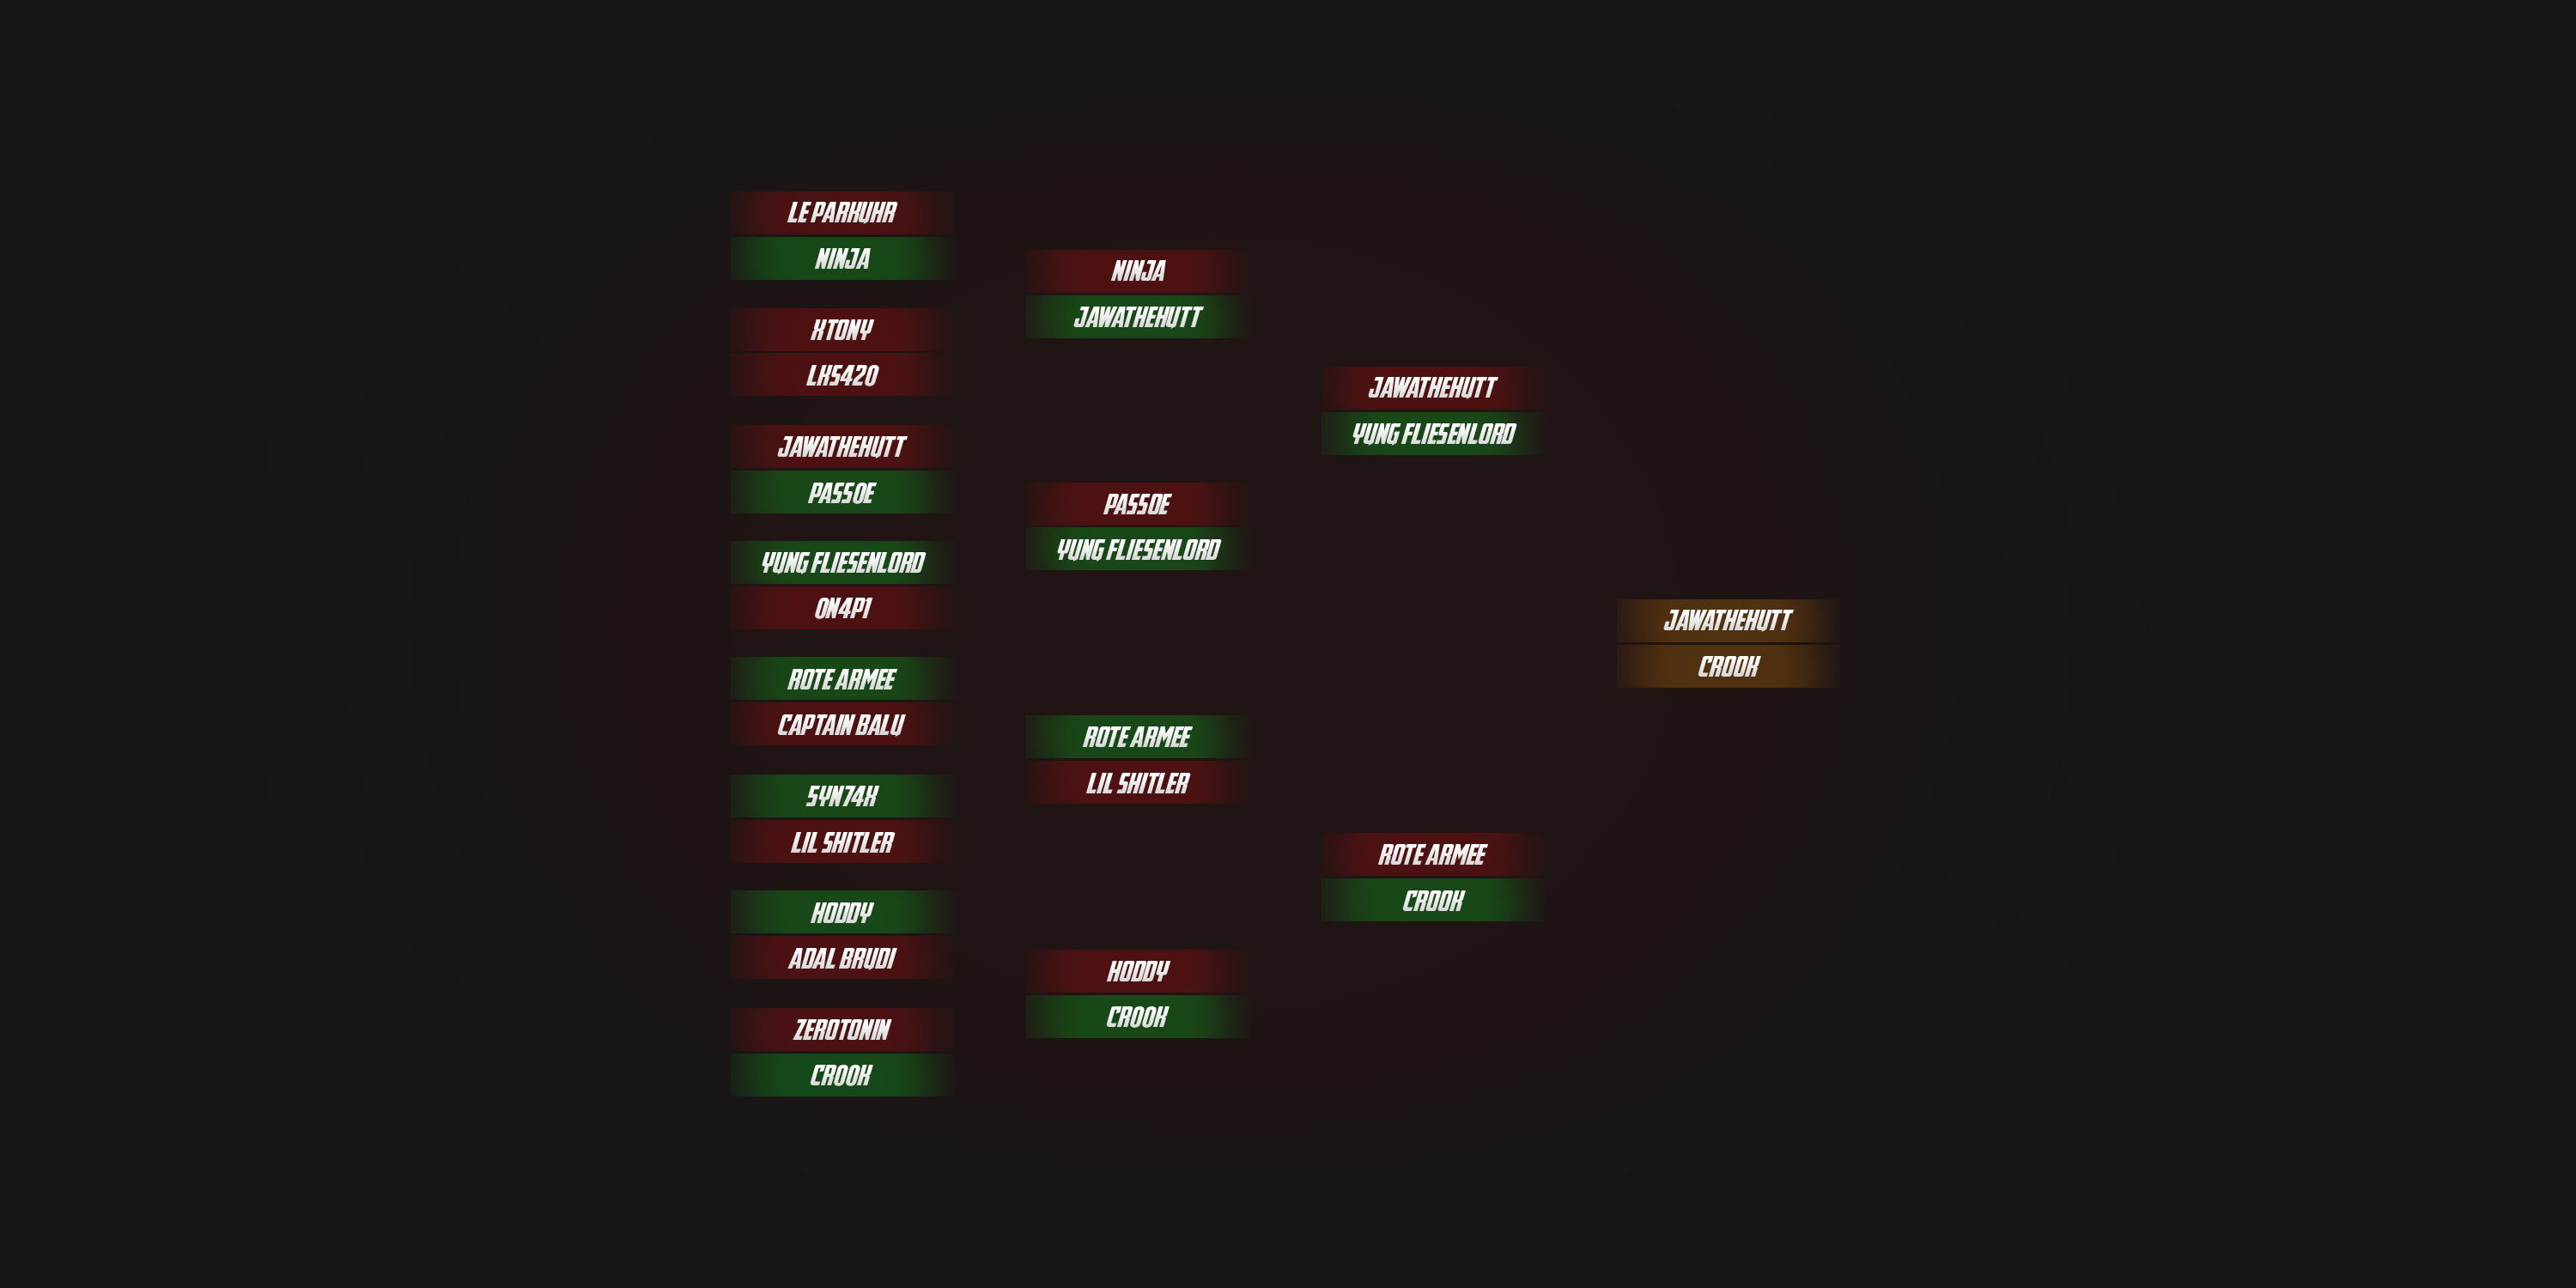 LE PARKUHR
NINJA
XTONY
LKS420
JAWATHEHUTT
PASSOE
YUNG FLIESENLORD
ON4P1
ROTE ARMEE
CAPTAIN BALU
SYN74X
LIL SHITLER
HODDY
ADAL BRUDI
ZEROTONIN
CROOK
NINJA
JAWATHEHUTT
PASSOE
YUNG FLIESENLORD
ROTE ARMEE
LIL SHITLER
HODDY
CROOK
JAWATHEHUTT
YUNG FLIESENLORD
ROTE ARMEE
CROOK
JAWATHEHUTT
CROOK